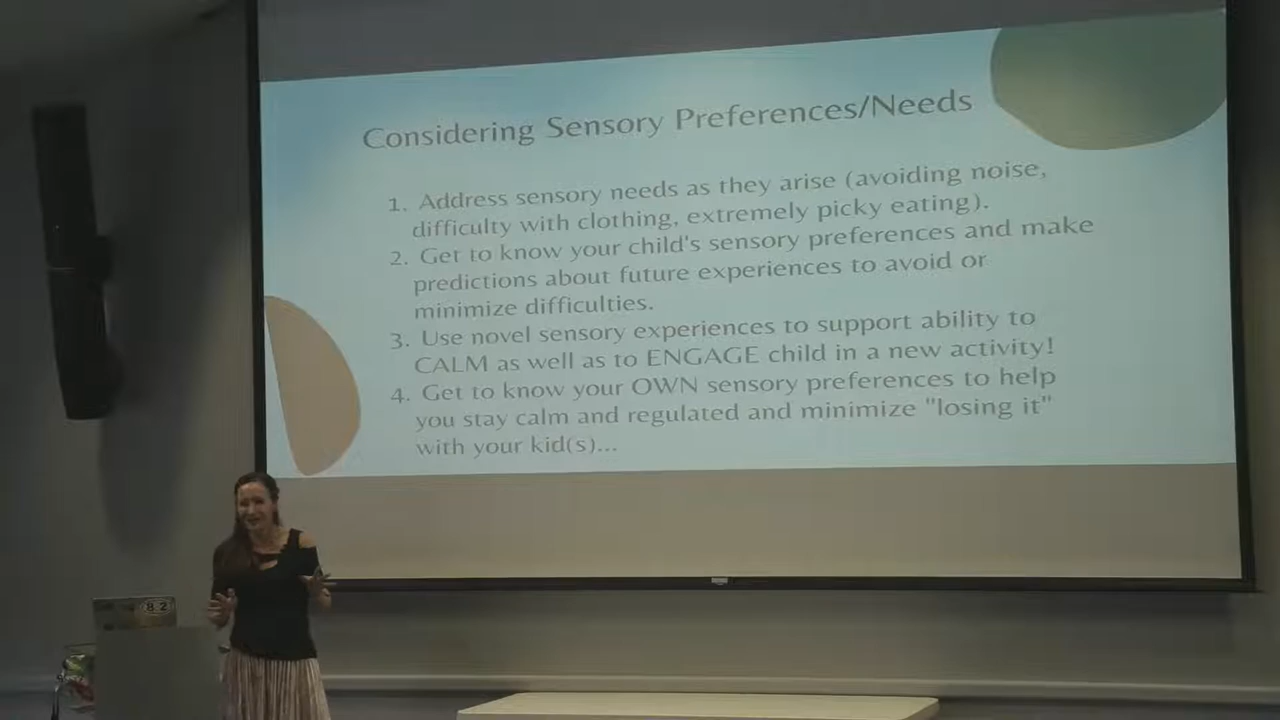 Considering Sensory Preferences/Needs
1. Address sensory needs as they arise (avoiding noise,
difficulty with clothing, extremely picky eating).
2. Get to know your child's sensory preferences and make
predictions about future experiences to avoid or
minimize difficulties.
3. Use novel sensory experiences to support ability to
CALM as well as to ENGAGE child in a new activity!
4. Get to know your OWN sensory preferences to help
you stay calm and regulated and minimize "losing it"
with your kid(s)...